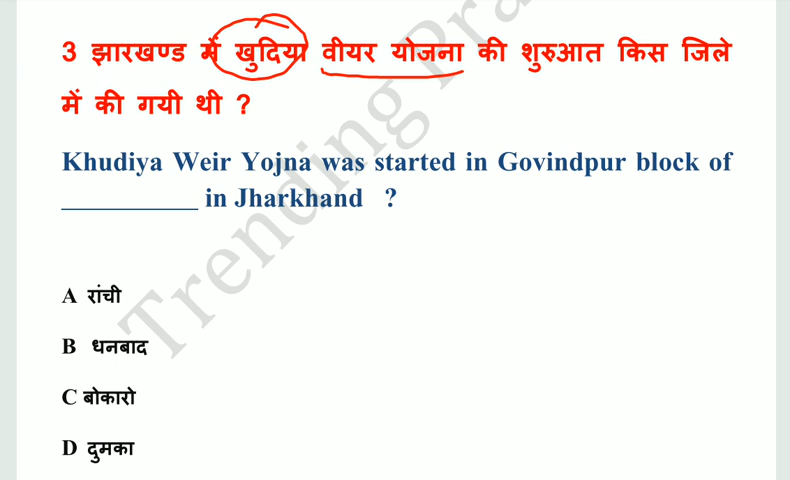 3 झारखण्ड में खुदिया वीयर योजना की शुरुआत किस जिले
में की गयी थी ?
Khudiya Weir Yojna was started in Govindpur block of
__________ in Jharkhand ?
A रांची
B धनबाद
C बोकारो
D दुमका
Trending Pra